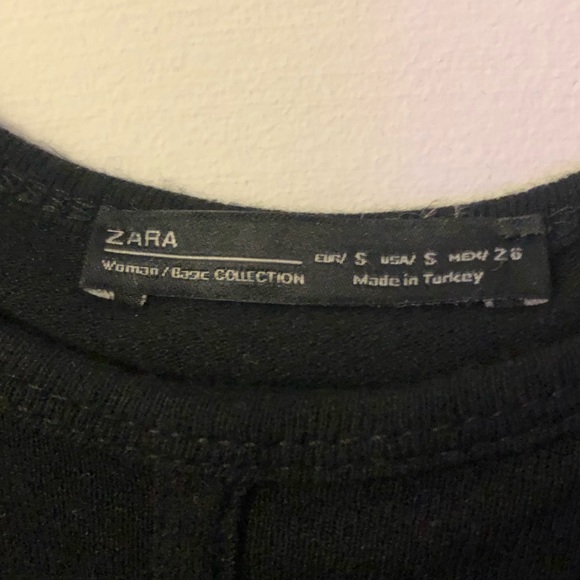 ZARA
Woman / Basic COLLECTION
EUR/ S USA/ S MEX/ 26
Made in Turkey